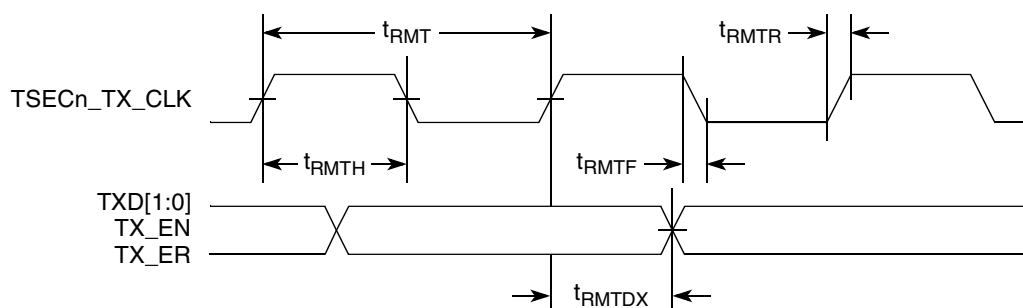 tRMT
tRMTR
TSECn_TX_CLK
tRMTH
tRMTF
TXD[1:0]
TX_EN
TX_ER
tRMTDX